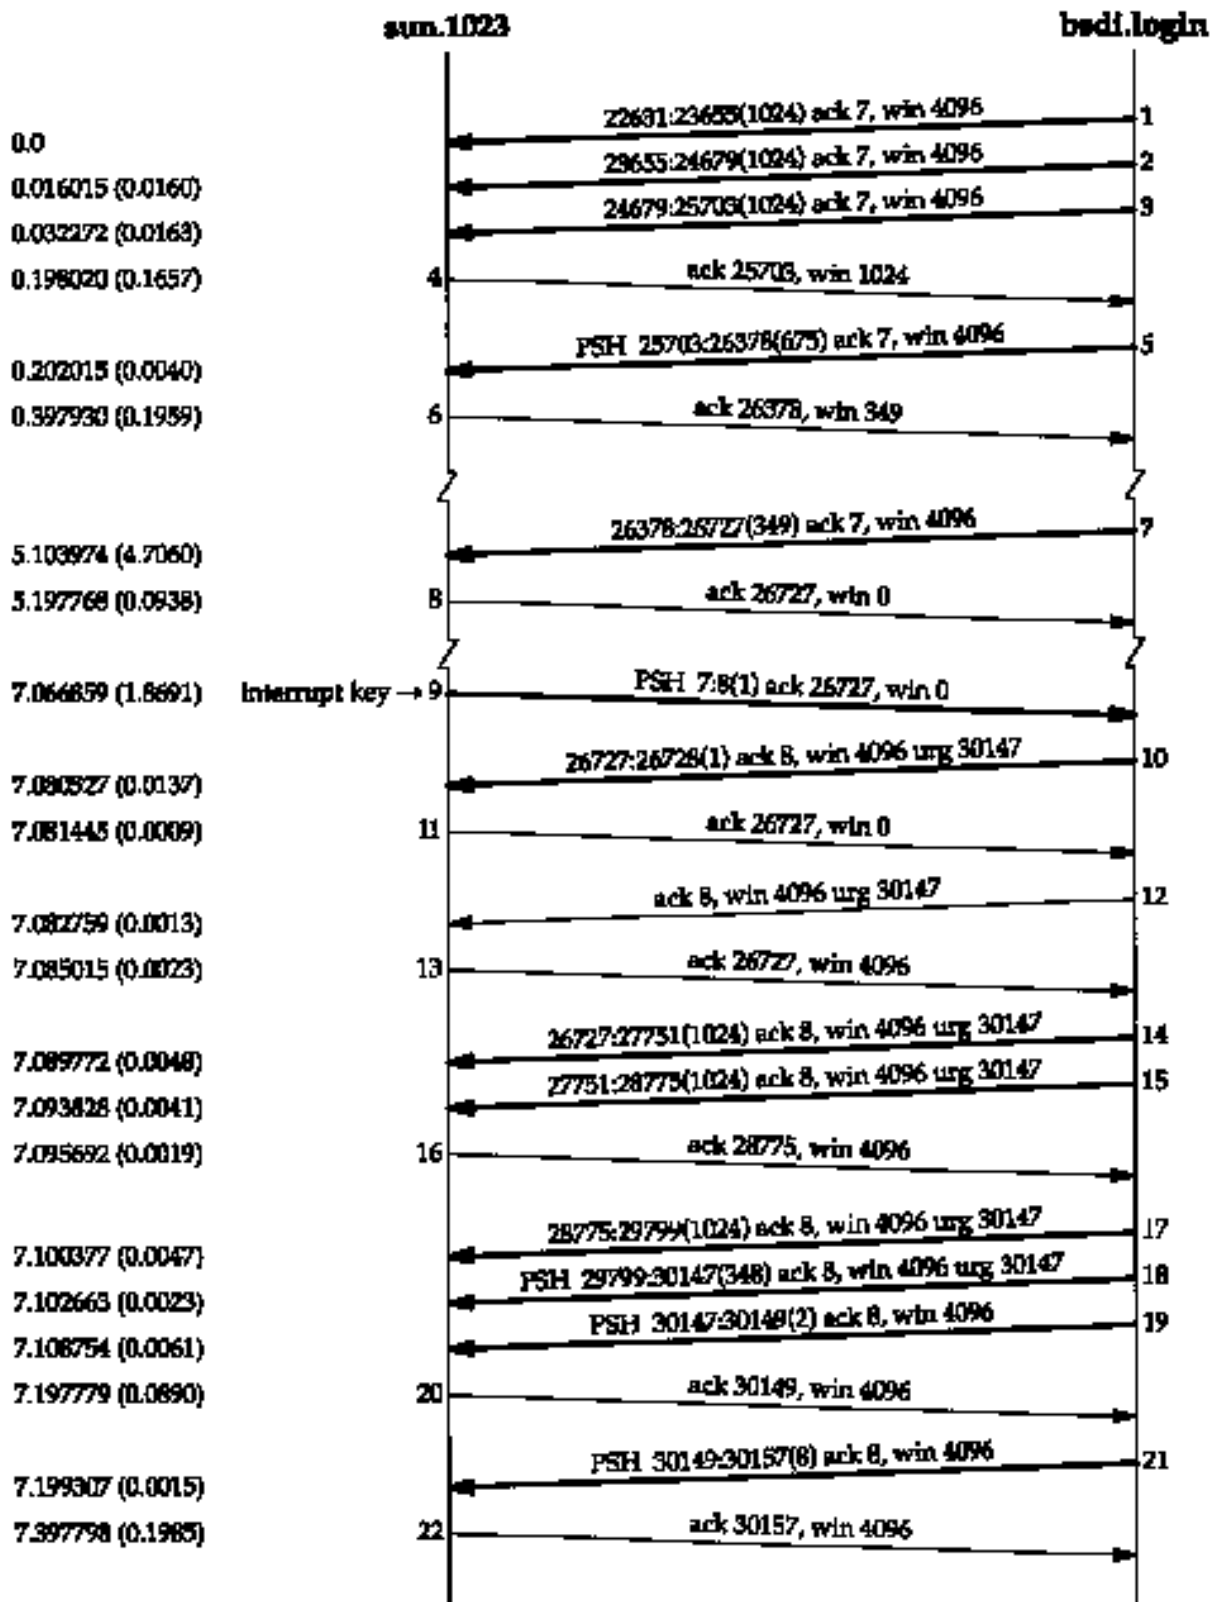 sun.1023 bsdi.login
22631:23655(1024) ack 7, win 4096 1
0.0
23655:24679(1024) ack 7, win 4096 2
0.016015 (0.0160)
24679:25703(1024) ack 7, win 4096 3
0.032272 (0.0163)
0.198020 (0.1657) 4 ack 25703, win 1024
PSH 25703:26378(675) ack 7, win 4096 5
0.202015 (0.0040)
0.397930 (0.1959) 6 ack 26378, win 349
26378:26727(349) ack 7, win 4096 7
5.103974 (4.7060)
5.197768 (0.0938) 8 ack 26727, win 0
7.066859 (1.8691) Interrupt key → 9 PSH 7:8(1) ack 26727, win 0
26727:26728(1) ack 8, win 4096 urg 30147 10
7.080527 (0.0137)
7.081445 (0.0009) 11 ack 26727, win 0
ack 8, win 4096 urg 30147 12
7.082759 (0.0013)
7.085015 (0.0023) 13 ack 26727, win 4096
26727:27751(1024) ack 8, win 4096 urg 30147 14
7.089772 (0.0048)
27751:28775(1024) ack 8, win 4096 urg 30147 15
7.093828 (0.0041)
7.095692 (0.0019) 16 ack 28775, win 4096
28775:29799(1024) ack 8, win 4096 urg 30147 17
7.100377 (0.0047)
PSH 29799:30147(348) ack 8, win 4096 urg 30147 18
7.102663 (0.0023)
PSH 30147:30149(2) ack 8, win 4096 19
7.108754 (0.0061)
7.197779 (0.0890) 20 ack 30149, win 4096
PSH 30149:30157(8) ack 8, win 4096 21
7.199307 (0.0015)
7.397798 (0.1985) 22 ack 30157, win 4096